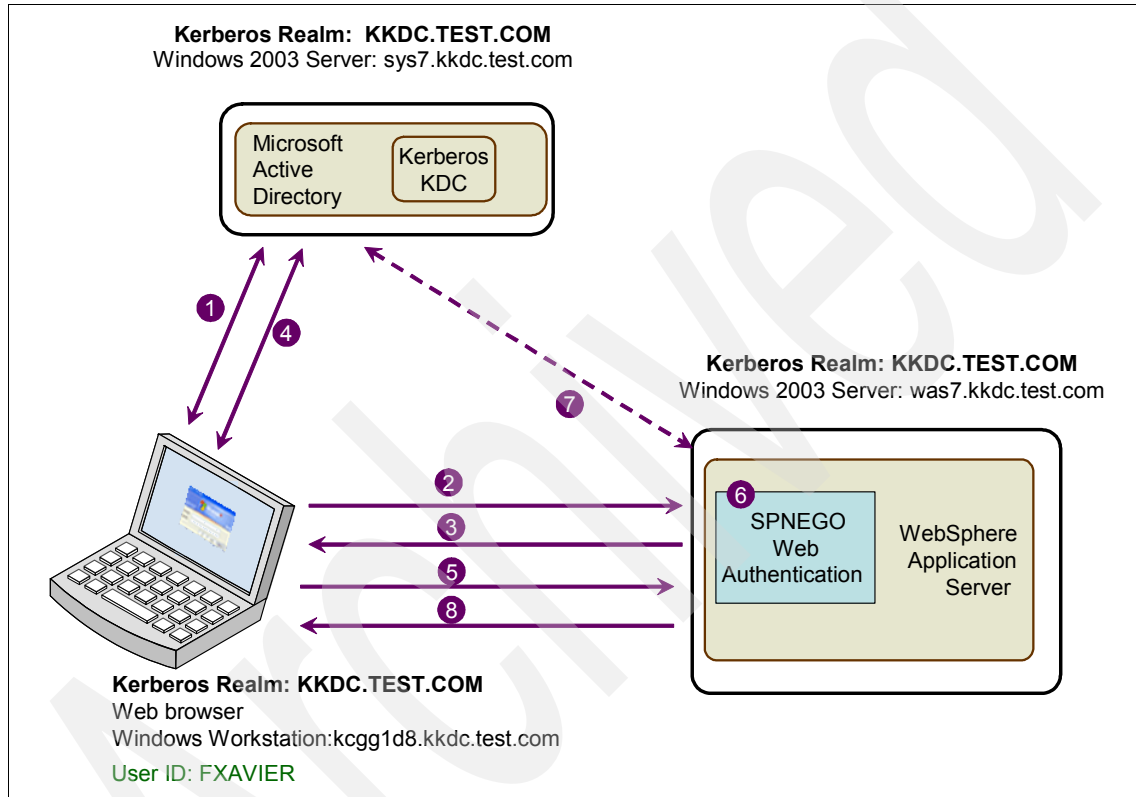 Kerberos Realm: KKDC.TEST.COM
Windows 2003 Server: sys7.kkdc.test.com
Microsoft
Active
Directory
Kerberos
KDC
1
4
7
Kerberos Realm: KKDC.TEST.COM
Windows 2003 Server: was7.kkdc.test.com
2
3
5
8
6
SPNEGO
Web
Authentication
WebSphere
Application
Server
Kerberos Realm: KKDC.TEST.COM
Web browser
Windows Workstation:kcgg1d8.kkdc.test.com
User ID: FXAVIER
Archived